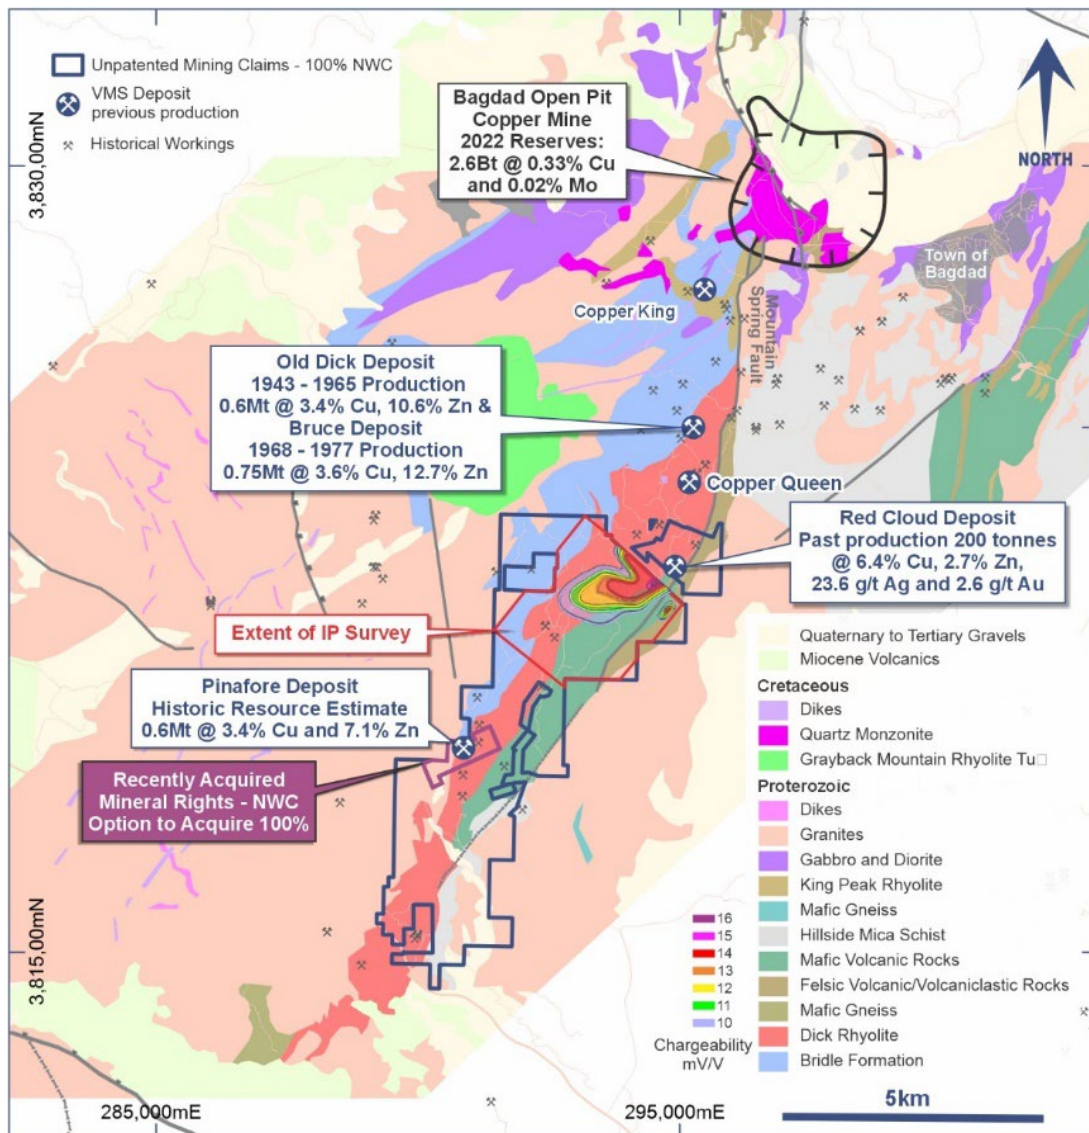 Unpatented Mining Claims - 100% NWC
VMS Deposit
previous production
Historical Workings
Bagdad Open Pit
Copper Mine
2022 Reserves:
2.6Bt @ 0.33% Cu
and 0.02% Mo
NORTH
3,830,00mN
Town of
Bagdad
Copper King
Mountain
Spring Fault
Old Dick Deposit
1943 - 1965 Production
0.6Mt @ 3.4% Cu, 10.6% Zn &
Bruce Deposit
1968 - 1977 Production
0.75Mt @ 3.6% Cu, 12.7% Zn
Copper Queen
Red Cloud Deposit
Past production 200 tonnes
@ 6.4% Cu, 2.7% Zn,
23.6 g/t Ag and 2.6 g/t Au
Extent of IP Survey
Pinafore Deposit
Historic Resource Estimate
0.6Mt @ 3.4% Cu and 7.1% Zn
Recently Acquired
Mineral Rights - NWC
Option to Acquire 100%
Quaternary to Tertiary Gravels
Miocene Volcanics
Cretaceous
Dikes
Quartz Monzonite
Grayback Mountain Rhyolite Tu□
Proterozoic
Dikes
Granites
Gabbro and Diorite
King Peak Rhyolite
Mafic Gneiss
Hillside Mica Schist
Mafic Volcanic Rocks
Felsic Volcanic/Volcaniclastic Rocks
Mafic Gneiss
Dick Rhyolite
Bridle Formation
16
15
14
13
12
11
10
Chargeability
mV/V
3,815,00mN
285,000mE
295,000mE
5km